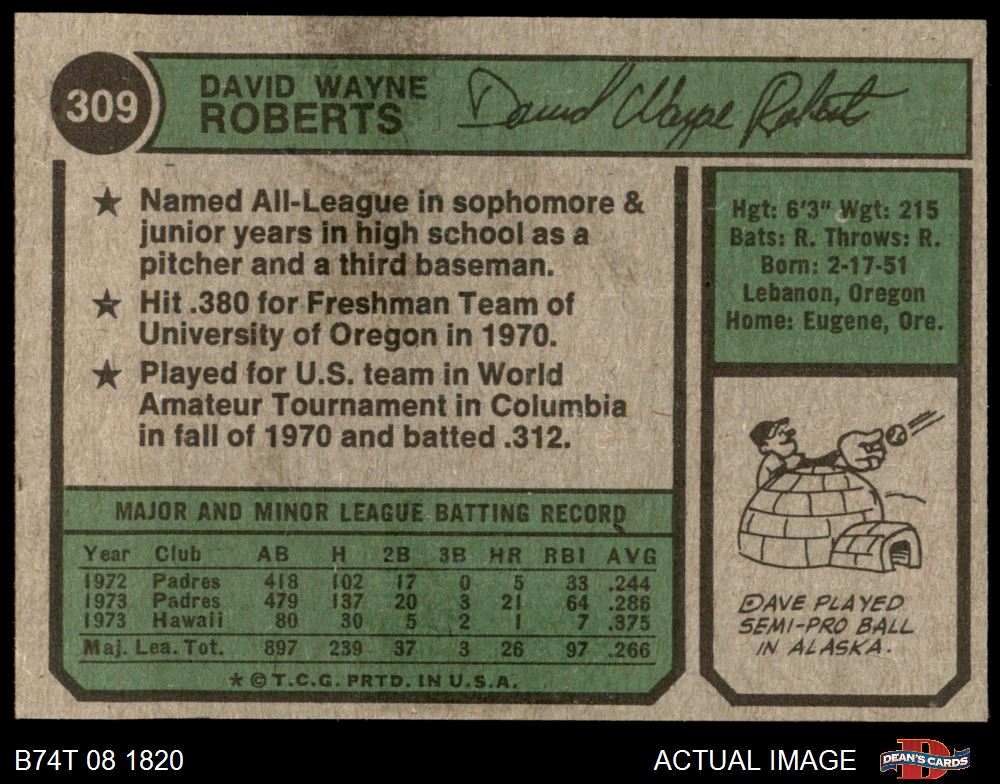 309
DAVID WAYNE
ROBERTS
David Wayne Roberts
★ Named All-League in sophomore &
junior years in high school as a
pitcher and a third baseman.
★ Hit .380 for Freshman Team of
University of Oregon in 1970.
★ Played for U.S. team in World
Amateur Tournament in Columbia
in fall of 1970 and batted .312.
MAJOR AND MINOR LEAGUE BATTING RECORD
Year Club AB H 2B 3B HR RBI AVG
1972 Padres 418 102 17 0 5 33 .244
1973 Padres 479 137 20 3 21 64 .286
1973 Hawaii 80 30 5 2 1 7 .375
Maj. Lea. Tot. 897 239 37 3 26 97 .266
* © T.C.G. PRTD. IN U.S.A.
Hgt: 6'3" Wgt: 215
Bats: R. Throws: R.
Born: 2-17-51
Lebanon, Oregon
Home: Eugene, Ore.
DAVE PLAYED
SEMI-PRO BALL
IN ALASKA.
B74T 08 1820
ACTUAL IMAGE
DEAN'S CARDS